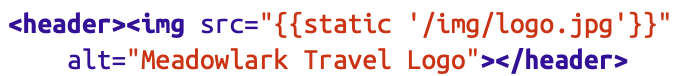 <header><img src="{{static '/img/logo.jpg'}}"
alt="Meadowlark Travel Logo"></header>